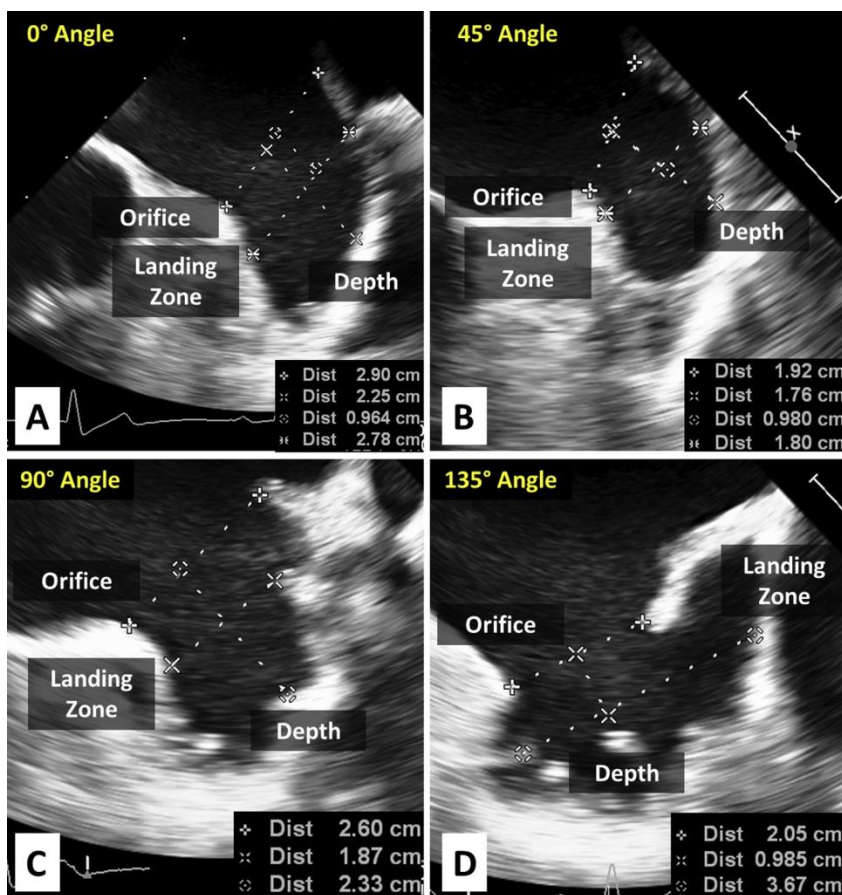 0° Angle
Orifice
Landing
Zone
Depth
Dist 2.90 cm
Dist 2.25 cm
Dist 0.964 cm
Dist 2.78 cm
A
45° Angle
X
Orifice
Landing
Zone
Depth
Dist 1.92 cm
Dist 1.76 cm
Dist 0.980 cm
Dist 1.80 cm
B
90° Angle
Orifice
Landing
Zone
Depth
Dist 2.60 cm
Dist 1.87 cm
Dist 2.33 cm
C
135° Angle
Landing
Zone
Orifice
Depth
Dist 2.05 cm
Dist 0.985 cm
Dist 3.67 cm
D